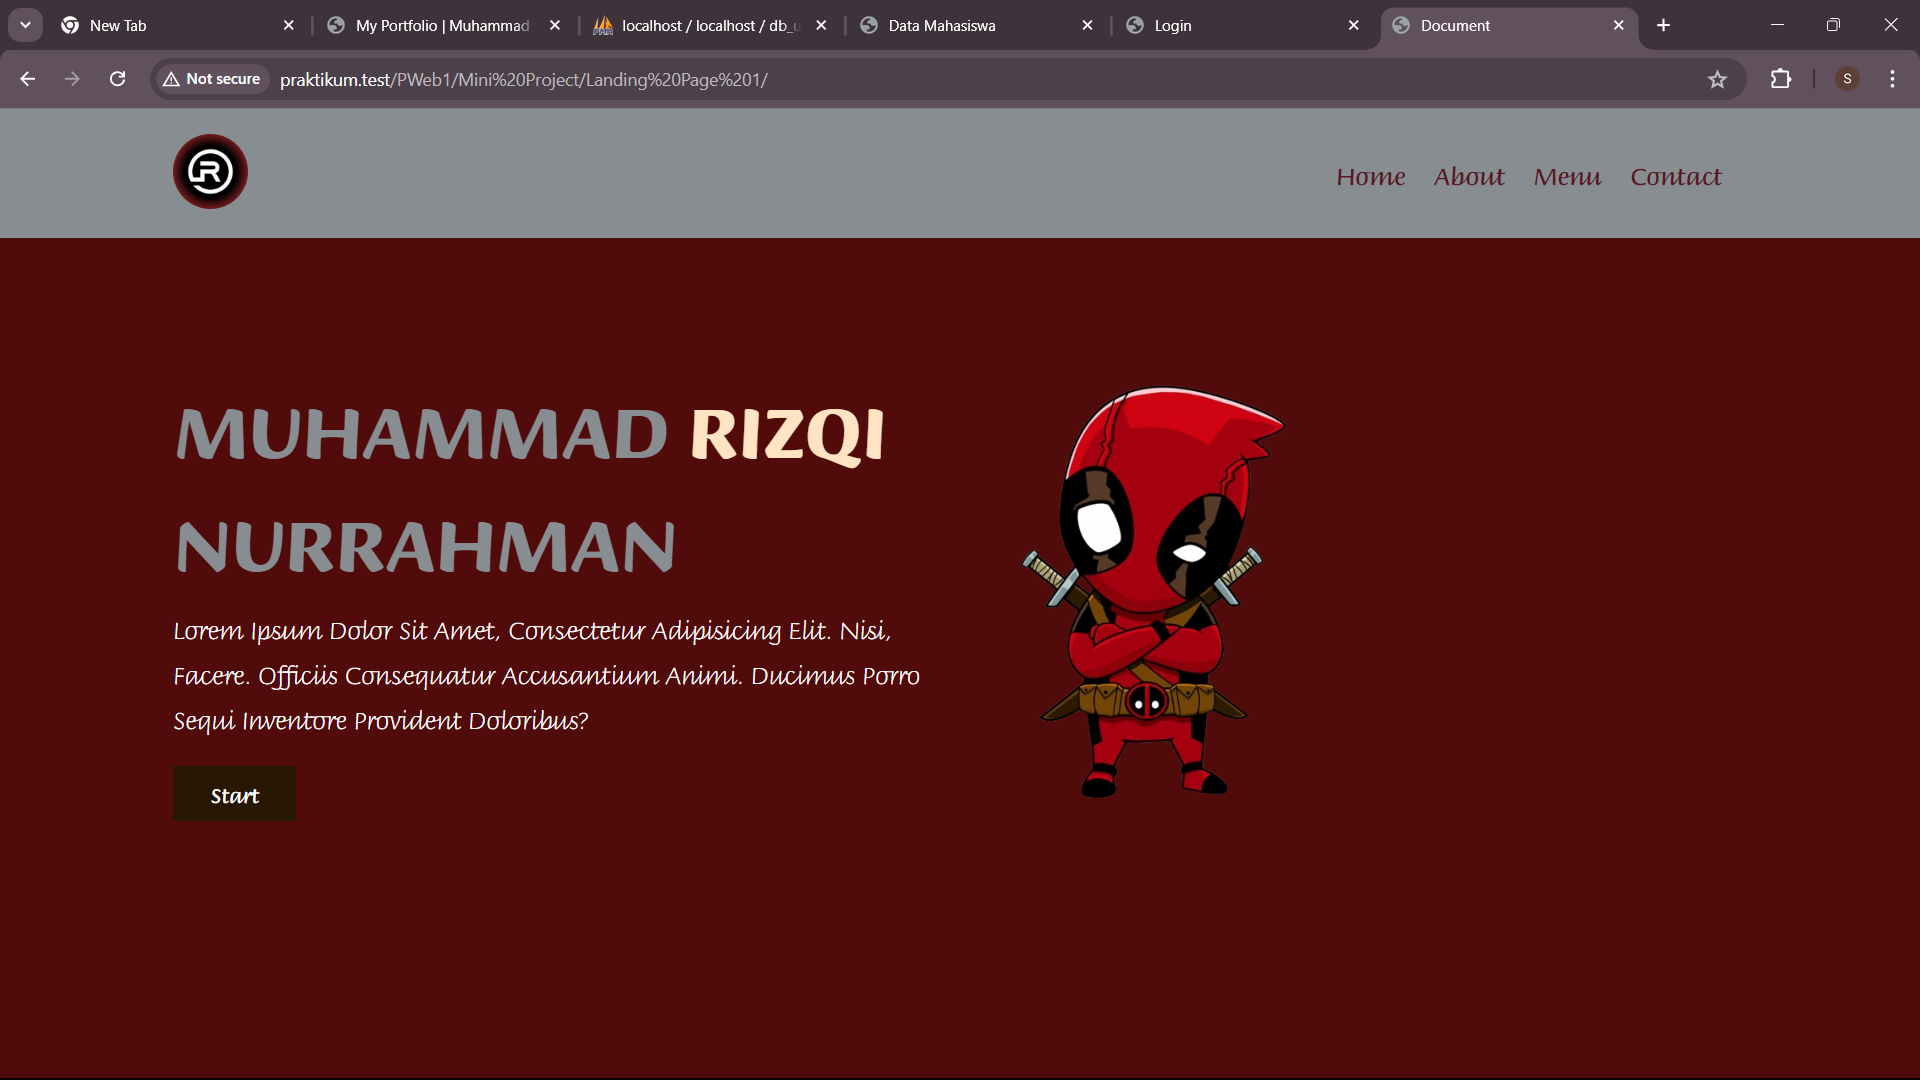 New Tab
My Portfolio | Muhammad
localhost / localhost / db_u
Data Mahasiswa
Login
Document
Not secure
praktikum.test/PWeb1/Mini%20Project/Landing%20Page%201/
S
R
Home About Menu Contact
MUHAMMAD RIZQI
NURRAHMAN
Lorem Ipsum Dolor Sit Amet, Consectetur Adipisicing Elit. Nisi,
Facere. Officiis Consequatur Accusantium Animi. Ducimus Porro
Sequi Inventore Provident Doloribus?
Start